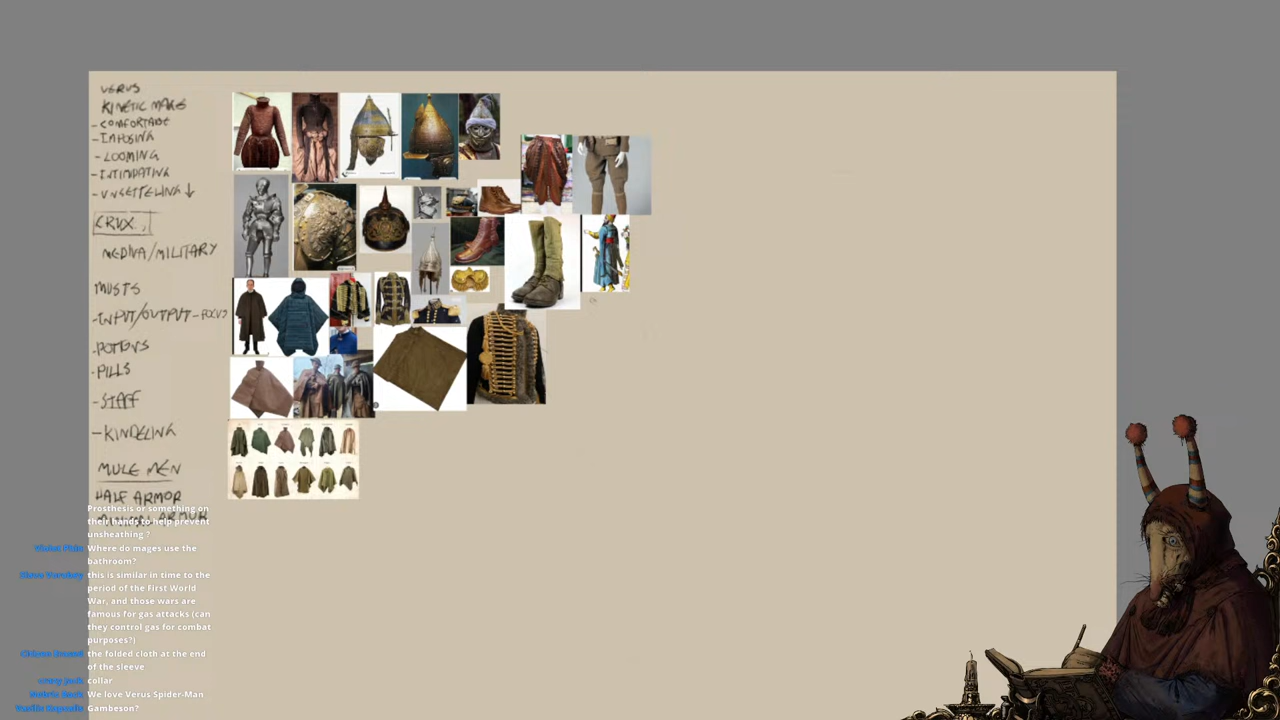 VERUS
KINETIC MAGE
- COMFORTABLE
- IMPOSING
- LOOMING
- INTIMIDATING
- UNSETTELING ↓
CRUX
MEDIVA/MILITARY
MUSTS
- INPUT/OUTPUT - FOCUS
- POTIONS
- PILLS
- STAFF
- KINDELING
MULE MEN
HALF ARMOR
Prosthesis or something on
their hands to help prevent
unsheathing ?
Where do mages use the
bathroom?
this is similar in time to the
period of the First World
War, and those wars are
famous for gas attacks (can
they control gas for combat
purposes?)
the folded cloth at the end
of the sleeve
collar
We love Verus Spider-Man
Gambeson?